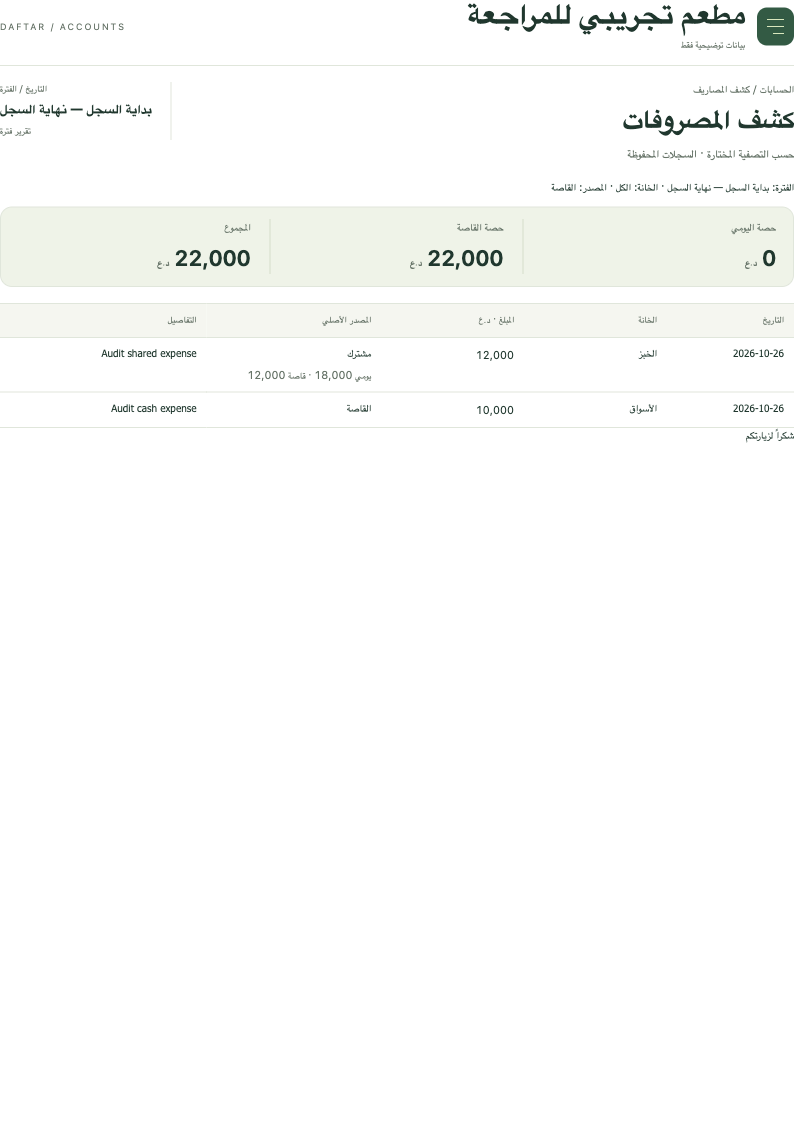 مطعم تجريبي للمراجعة
بيانات توضيحية فقط
DAFTAR / ACCOUNTS
الحسابات / كشف المصاريف
كشف المصروفات
حسب التصفية المختارة · السجلات المحفوظة
التاريخ / الفترة
بداية السجل — نهاية السجل
تقرير فترة
الفترة: بداية السجل — نهاية السجل · الخانة: الكل · المصدر: القاصة
حصة اليومي
0 د.ع
حصة القاصة
22,000 د.ع
المجموع
22,000 د.ع
التاريخ الخانة المبلغ · د.ع المصدر الأصلي التفاصيل
2026-10-26 الخبز 12,000 مشترك Audit shared expense
يومي 18,000 · قاصة 12,000
2026-10-26 الأسواق 10,000 القاصة Audit cash expense
شكراً لزيارتكم